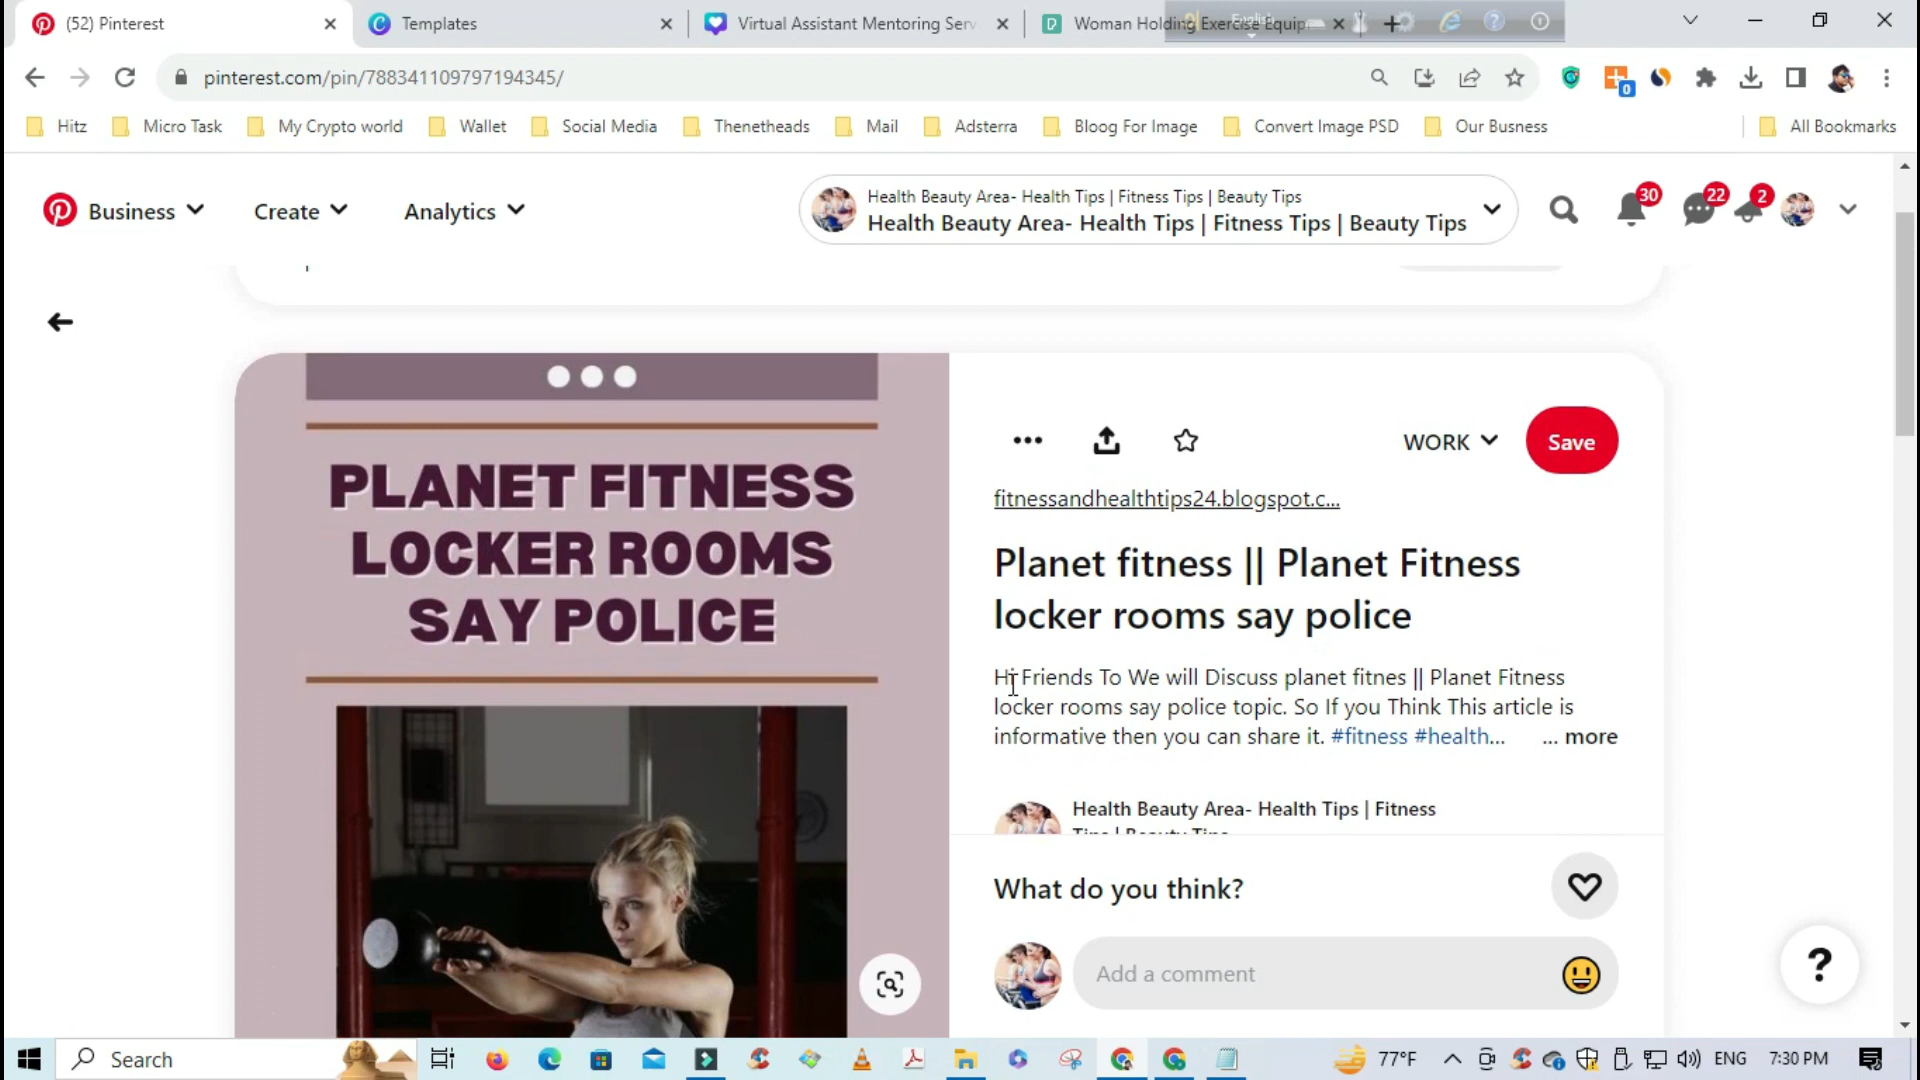 (52) Pinterest
Templates
Virtual Assistant Mentoring Serv
Woman Holding Exercise Equip
English
pinterest.com/pin/788341109797194345/
0
Hitz
Micro Task
My Crypto world
Wallet
Social Media
Thenetheads
Mail
Adsterra
Bloog For Image
Convert Image PSD
Our Busness
All Bookmarks
Business
Create
Analytics
Health Beauty Area- Health Tips | Fitness Tips | Beauty Tips
Health Beauty Area- Health Tips | Fitness Tips | Beauty Tips
30
22
2
PLANET FITNESS
LOCKER ROOMS
SAY POLICE
WORK
Save
fitnessandhealthtips24.blogspot.c...
Planet fitness || Planet Fitness
locker rooms say police
Hi Friends To We will Discuss planet fitnes || Planet Fitness
locker rooms say police topic. So If you Think This article is
informative then you can share it. #fitness #health... ... more
Health Beauty Area- Health Tips | Fitness
Tips | Beauty Tips
What do you think?
Add a comment
?
Search
77°F
ENG
7:30 PM